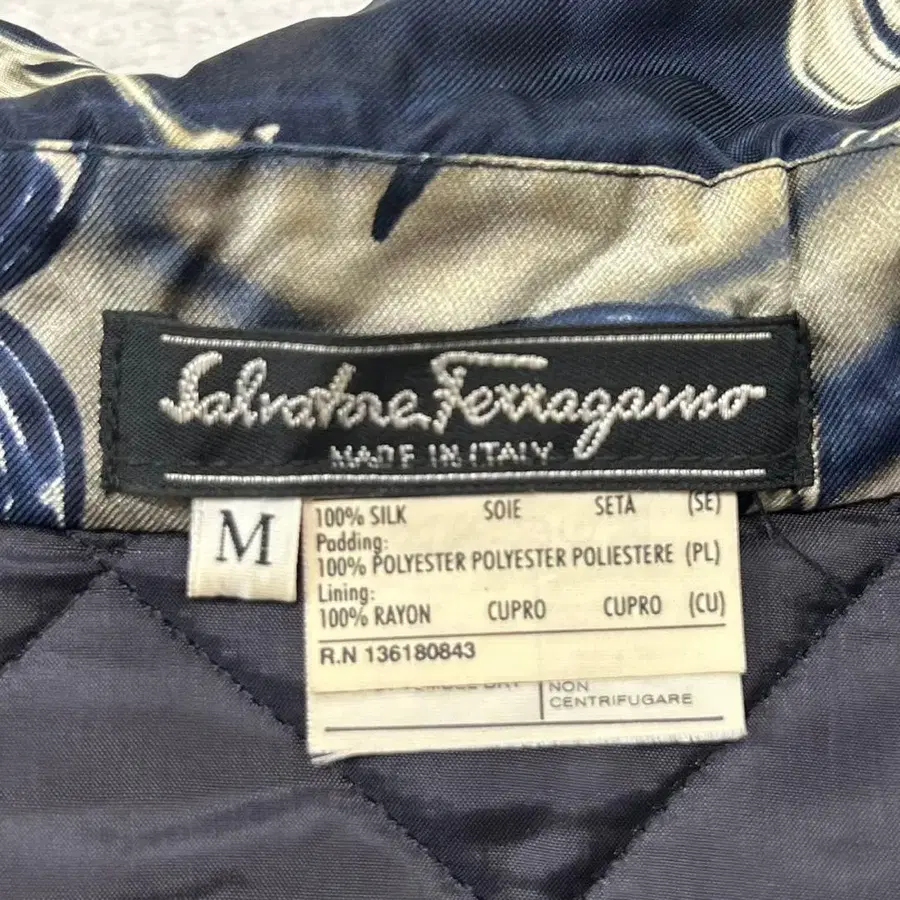 Salvatore Ferragamo
MADE IN ITALY
M
100% SILK SOIE SETA (SE)
Padding:
100% POLYESTER POLYESTER POLIESTERE (PL)
Lining:
100% RAYON CUPRO CUPRO (CU)
R.N 136180843
NON
CENTRIFUGARE